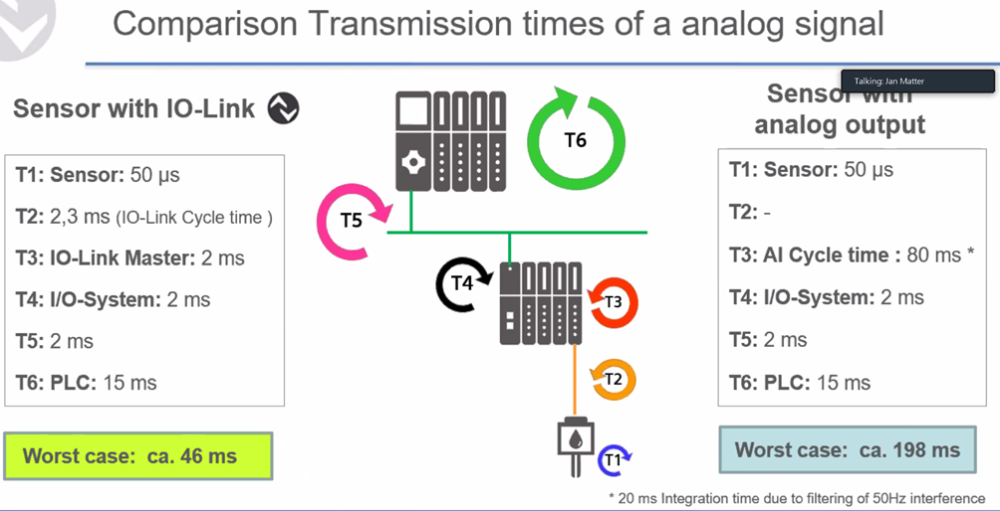 Comparison Transmission times of a analog signal
Talking: Jan Matter
Sensor with IO-Link
T1: Sensor: 50 µs
T2: 2,3 ms (IO-Link Cycle time )
T3: IO-Link Master: 2 ms
T4: I/O-System: 2 ms
T5: 2 ms
T6: PLC: 15 ms
Worst case: ca. 46 ms
T6
T5
T4
T3
T2
T1
Sensor with
analog output
T1: Sensor: 50 µs
T2: -
T3: AI Cycle time : 80 ms *
T4: I/O-System: 2 ms
T5: 2 ms
T6: PLC: 15 ms
Worst case: ca. 198 ms
* 20 ms Integration time due to filtering of 50Hz interference